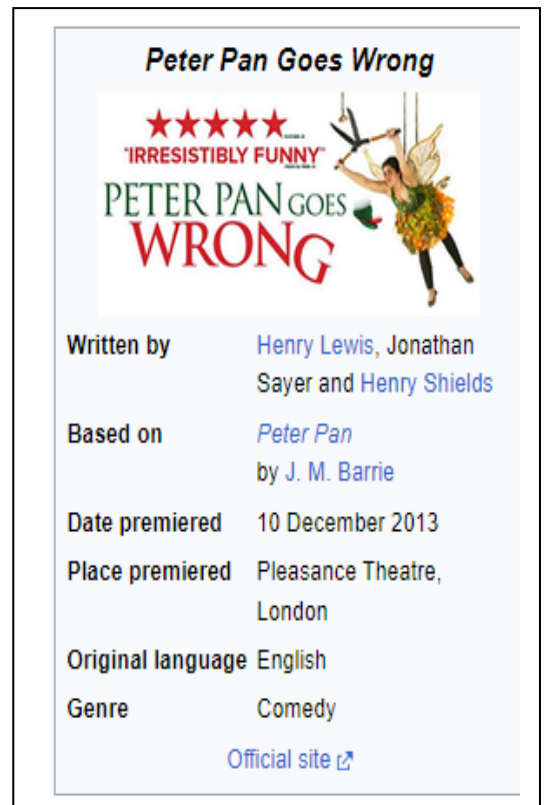 Peter Pan Goes Wrong
"IRRESISTIBLY FUNNY"
PETER PAN GOES
WRONG
Written by Henry Lewis, Jonathan
Sayer and Henry Shields
Based on Peter Pan
by J. M. Barrie
Date premiered 10 December 2013
Place premiered Pleasance Theatre,
London
Original language English
Genre Comedy
Official site